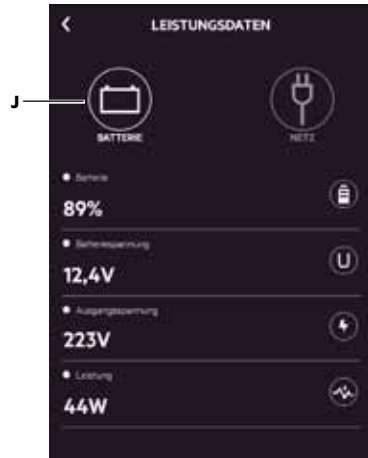 LEISTUNGSDATEN
J
BATTERIE
NETZ
Batterie
89%
Batteriespannung
U
12,4V
Ausgangsspannung
223V
Leistung
44W